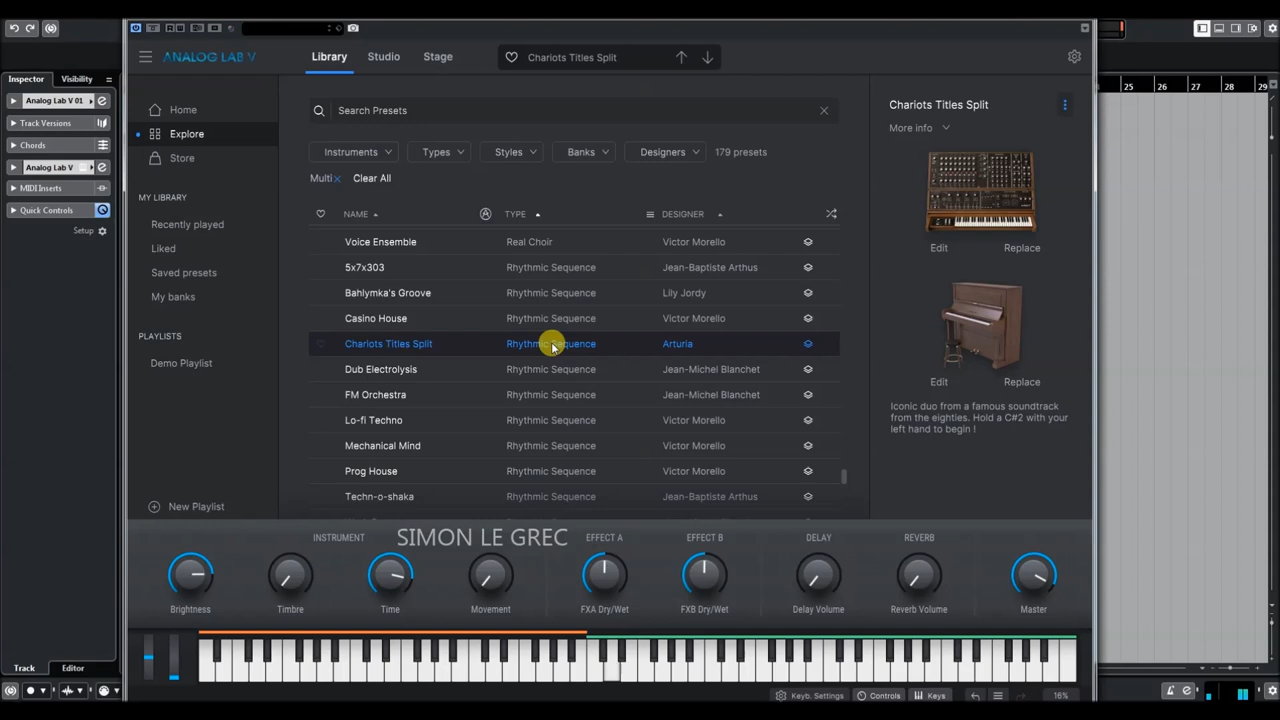 ANALOG LAB V
Library
Studio
Stage
Chariots Titles Split
Inspector
Visibility
Analog Lab V 01
Track Versions
Chords
Analog Lab V
MIDI Inserts
Quick Controls
Setup
25
26
27
28
29
Home
Explore
Store
MY LIBRARY
Recently played
Liked
Saved presets
My banks
PLAYLISTS
Demo Playlist
New Playlist
Search Presets
Instruments
Types
Styles
Banks
Designers
179 presets
Multi
Clear All
NAME TYPE DESIGNER
Voice Ensemble Real Choir Victor Morello
5x7x303 Rhythmic Sequence Jean-Baptiste Arthus
Bahlymka's Groove Rhythmic Sequence Lily Jordy
Casino House Rhythmic Sequence Victor Morello
Chariots Titles Split Rhythmic Sequence Arturia
Dub Electrolysis Rhythmic Sequence Jean-Michel Blanchet
FM Orchestra Rhythmic Sequence Jean-Michel Blanchet
Lo-fi Techno Rhythmic Sequence Victor Morello
Mechanical Mind Rhythmic Sequence Victor Morello
Prog House Rhythmic Sequence Victor Morello
Techn-o-shaka Rhythmic Sequence Jean-Baptiste Arthus
Chariots Titles Split
More info
Edit Replace
Edit Replace
Iconic duo from a famous soundtrack
from the eighties. Hold a C#2 with your
left hand to begin !
INSTRUMENT
SIMON LE GREC
EFFECT A
EFFECT B
DELAY
REVERB
Brightness
Timbre
Time
Movement
FXA Dry/Wet
FXB Dry/Wet
Delay Volume
Reverb Volume
Master
Track
Editor
Keyb. Settings
Controls
Keys
16%